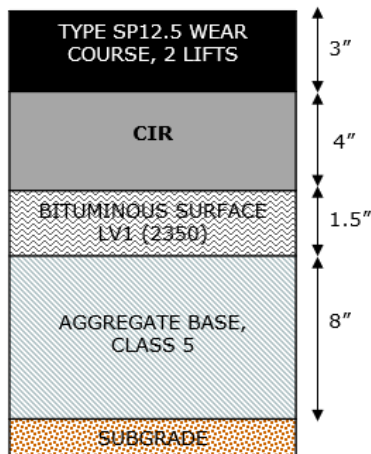 TYPE SP12.5 WEAR
COURSE, 2 LIFTS
3”
CIR
4”
BITUMINOUS SURFACE
LV1 (2350)
1.5”
AGGREGATE BASE,
CLASS 5
8”
SUBGRADE